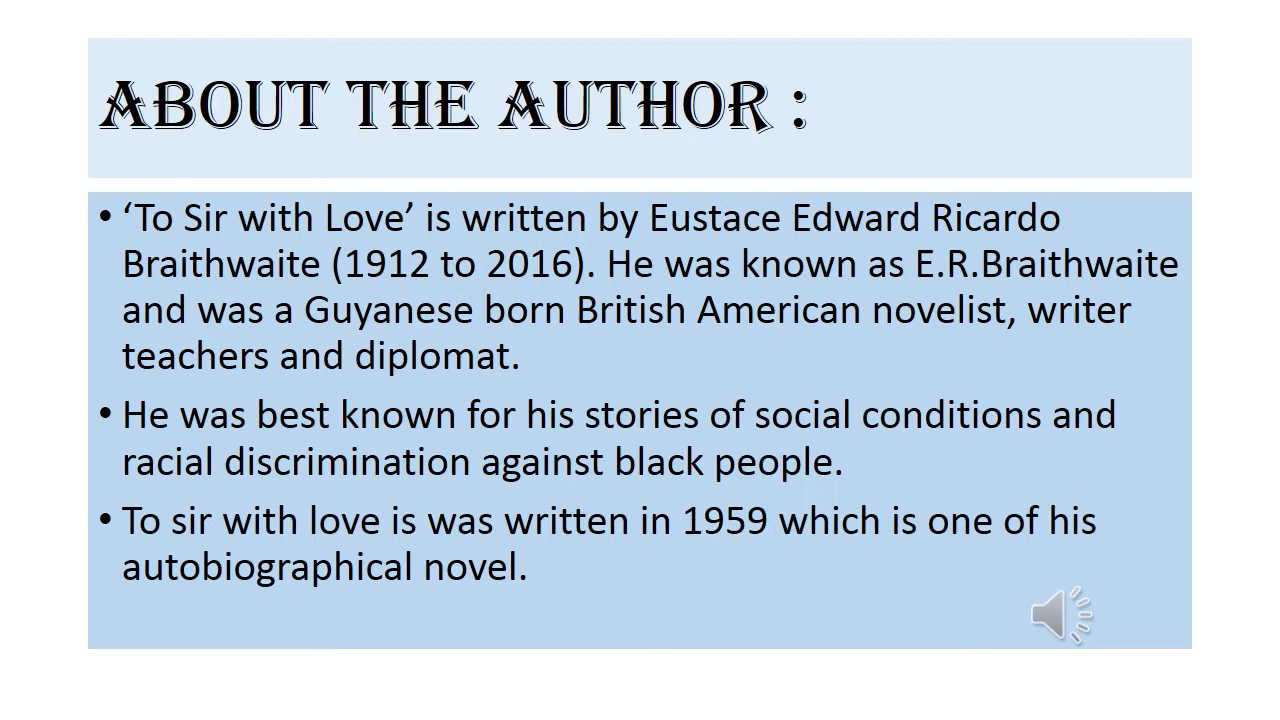 ABOUT THE AUTHOR :
• ‘To Sir with Love’ is written by Eustace Edward Ricardo
Braithwaite (1912 to 2016). He was known as E.R.Braithwaite
and was a Guyanese born British American novelist, writer
teachers and diplomat.
• He was best known for his stories of social conditions and
racial discrimination against black people.
• To sir with love is was written in 1959 which is one of his
autobiographical novel.